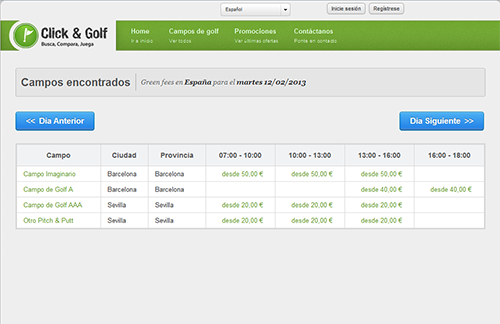 Español
Inicie sesión
Regístrese
Click & Golf
Busca, Compara, Juega
Home
Ir a inicio
Campos de golf
Ver todos
Promociones
Ver últimas ofertas
Contáctanos
Ponte en contacto
Campos encontrados
Green fees en España para el martes 12/02/2013
<< Día Anterior
Día Siguiente >>
Campo Ciudad Provincia 07:00 - 10:00 10:00 - 13:00 13:00 - 16:00 16:00 - 18:00
Campo Imaginario Barcelona Barcelona desde 50,00 € desde 50,00 € desde 50,00 €
Campo de Golf A Barcelona Barcelona desde 40,00 € desde 40,00 €
Campo de Golf AAA Sevilla Sevilla desde 20,00 € desde 20,00 € desde 20,00 €
Otro Pitch & Putt Sevilla Sevilla desde 20,00 € desde 20,00 € desde 20,00 €